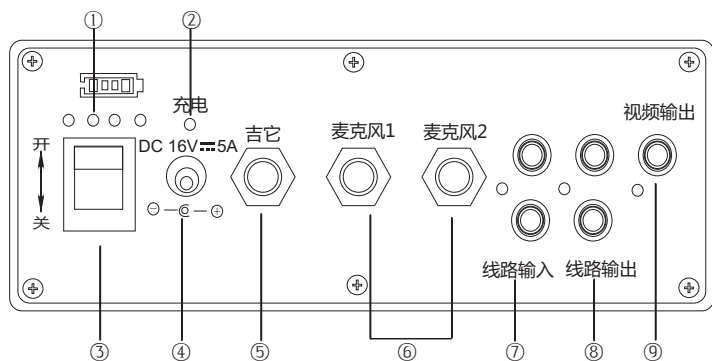 ① ②
充电
视频输出
开 DC 16V⎓5A 吉它 麦克风1 麦克风2
关
⊖ ⊕
线路输入 线路输出
③ ④ ⑤ ⑥ ⑦ ⑧ ⑨